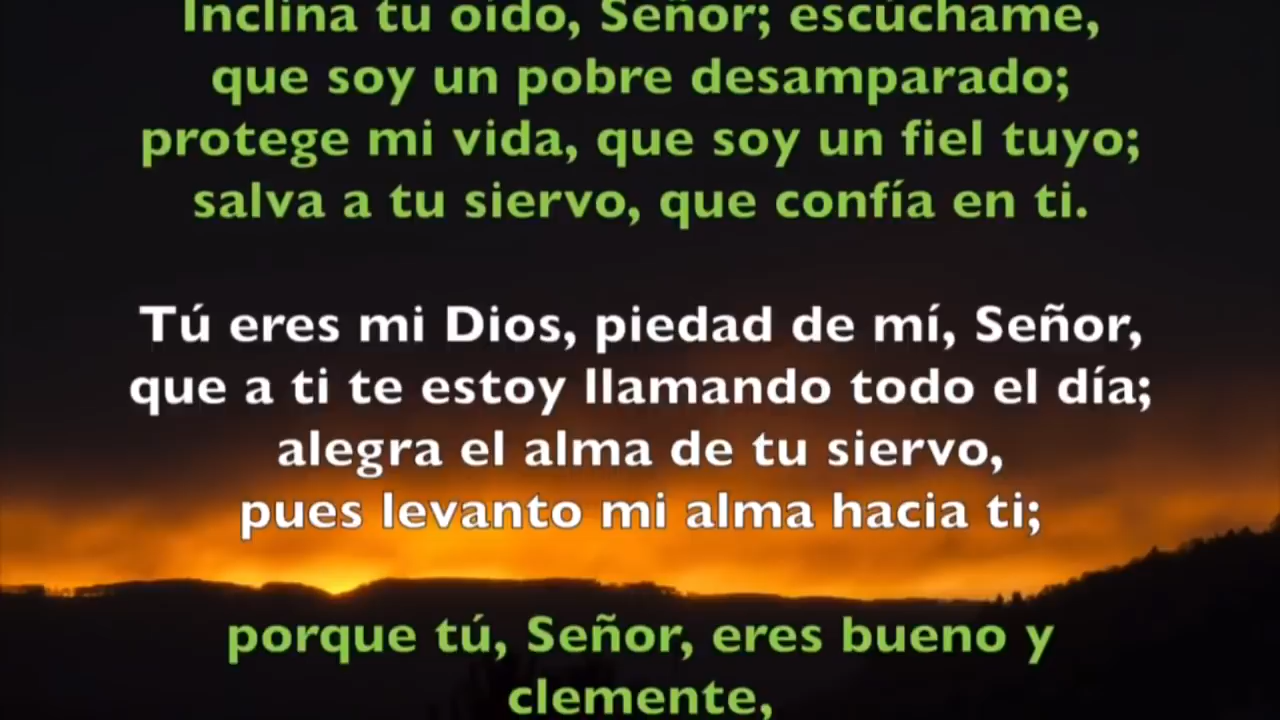 Inclina tu oído, Señor; escúchame,
que soy un pobre desamparado;
protege mi vida, que soy un fiel tuyo;
salva a tu siervo, que confía en ti.
Tú eres mi Dios, piedad de mí, Señor,
que a ti te estoy llamando todo el día;
alegra el alma de tu siervo,
pues levanto mi alma hacia ti;
porque tú, Señor, eres bueno y
clemente,